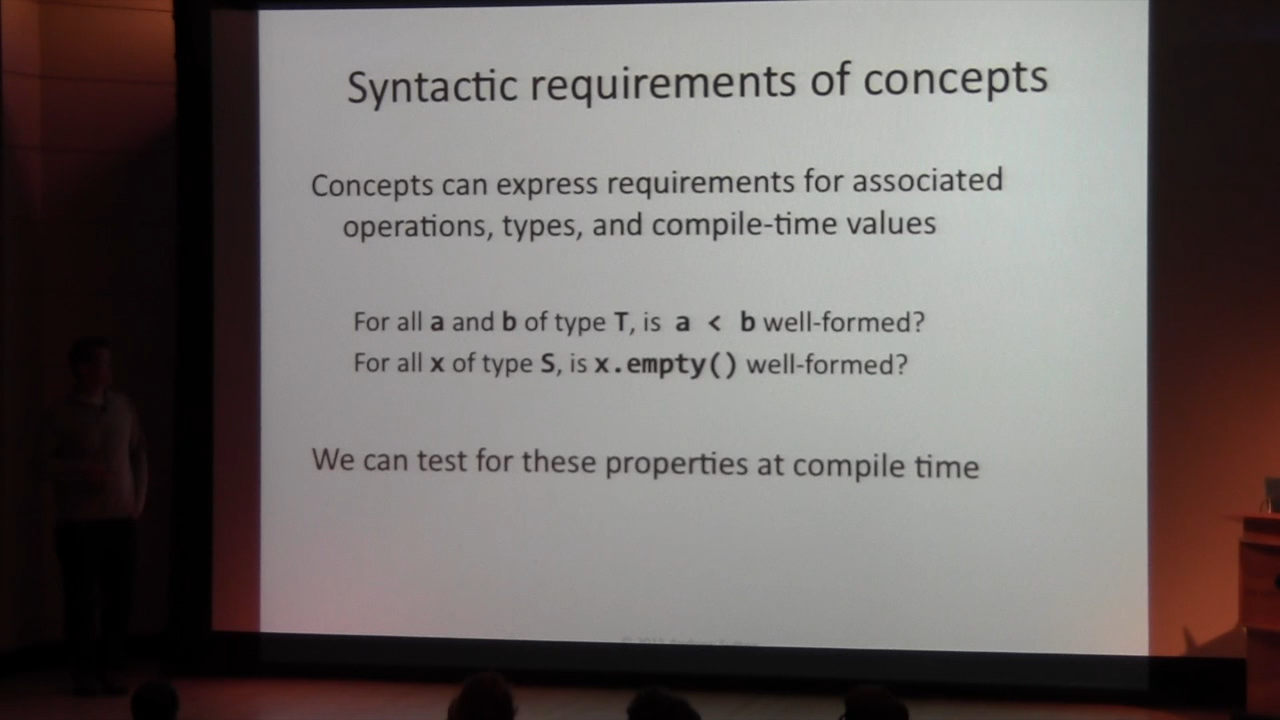 Syntactic requirements of concepts
Concepts can express requirements for associated
operations, types, and compile-time values
For all a and b of type T, is a < b well-formed?
For all x of type S, is x.empty() well-formed?
We can test for these properties at compile time